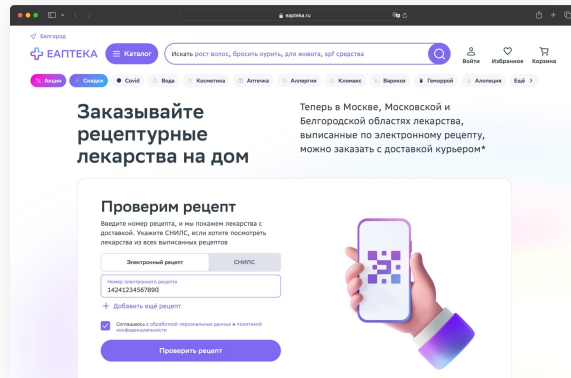 eapteka.ru
Белгород
ЕАПТЕКА
Каталог
Искать рост волос, бросить курить, для живота, spf средства
Войти
Избранное
Корзина
Акции
Скидки
Covid
Вода
Косметика
Аптечка
Аллергия
Климакс
Варикоз
Геморрой
Алопеция
Ещё
Заказывайте
рецептурные
лекарства на дом
Теперь в Москве, Московской и
Белгородской областях лекарства,
выписанные по электронному рецепту,
можно заказать с доставкой курьером*
Проверим рецепт
Введите номер рецепта, и мы покажем лекарства с
доставкой. Укажите СНИЛС, если хотите посмотреть
лекарства из всех выписанных рецептов
Электронный рецепт
СНИЛС
Номер электронного рецепта
14241234567890
Добавить ещё рецепт
Соглашаюсь с обработкой персональных данных и политикой
конфиденциальности
Проверить рецепт